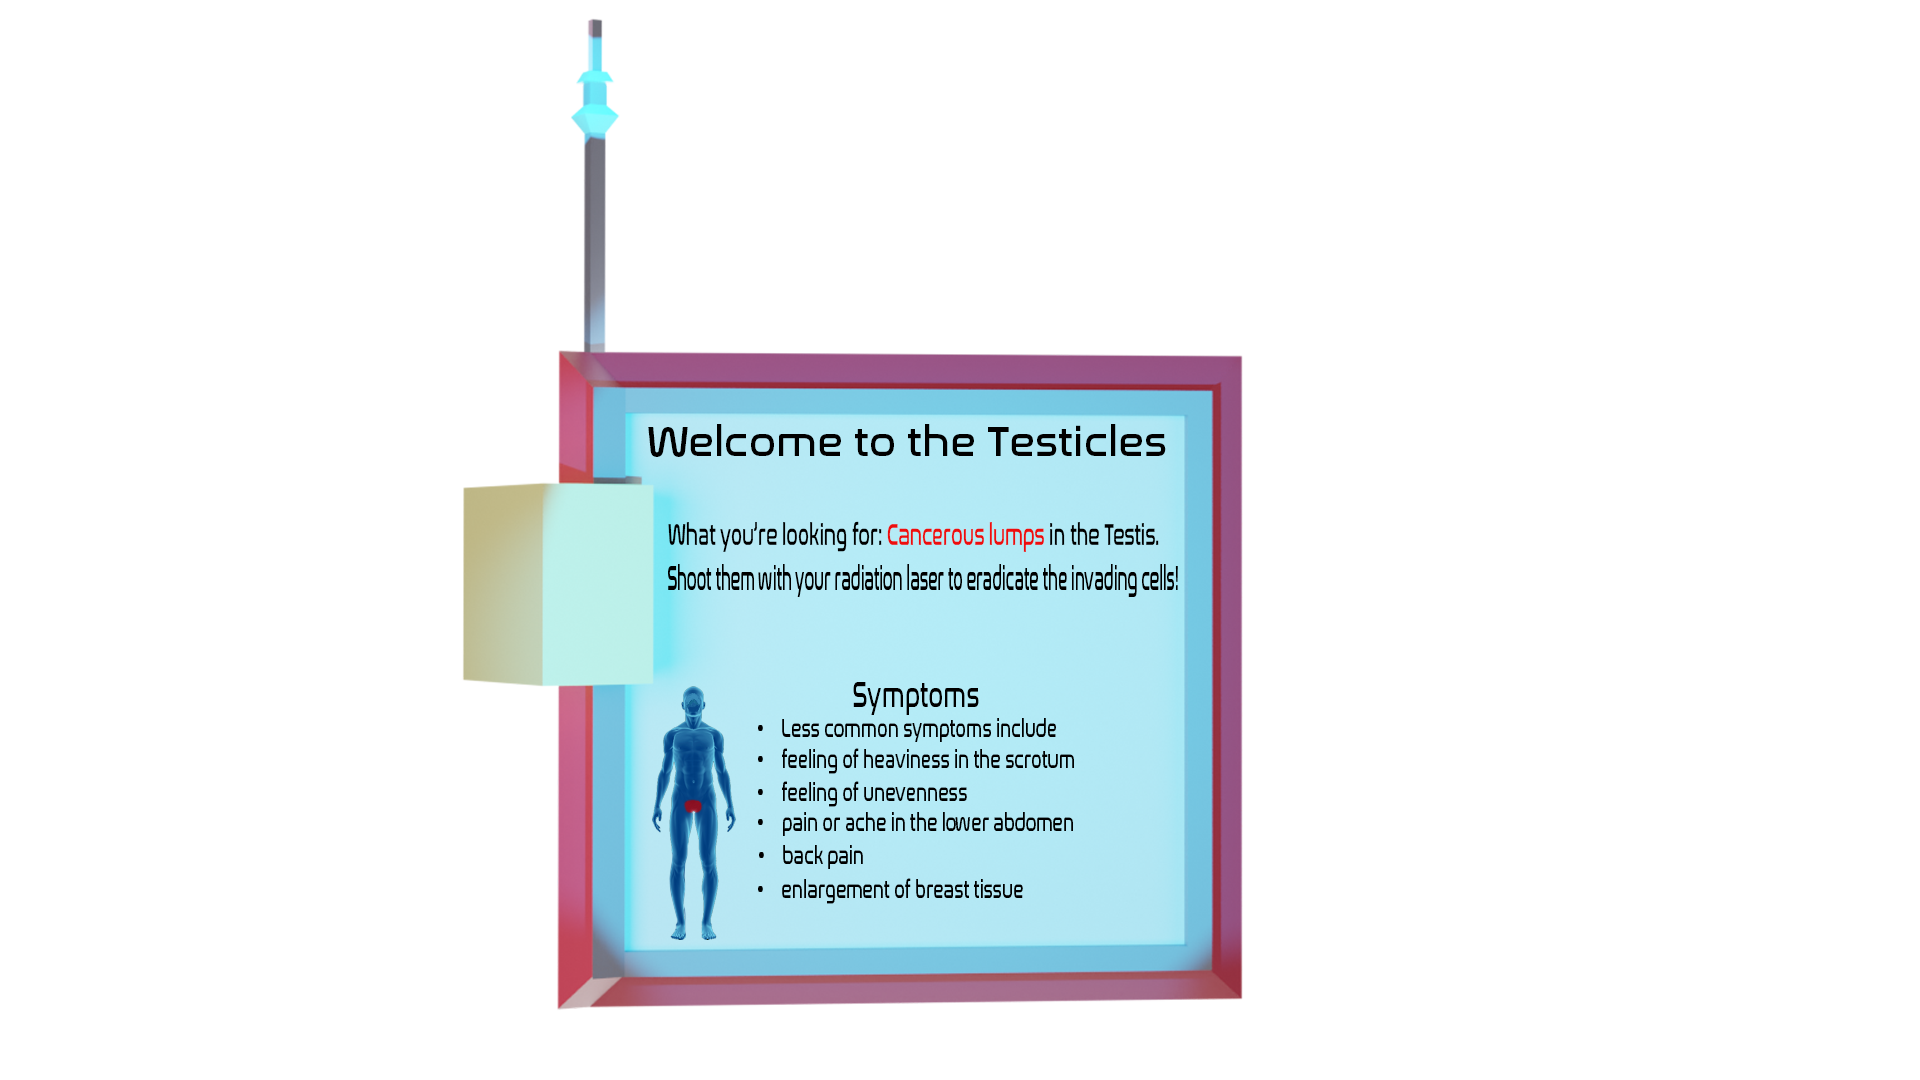 Welcome to the Testicles
What you're looking for: Cancerous lumps in the Testis.
Shoot them with your radiation laser to eradicate the invading cells!
Symptoms
• Less common symptoms include
• feeling of heaviness in the scrotum
• feeling of unevenness
• pain or ache in the lower abdomen
• back pain
• enlargement of breast tissue